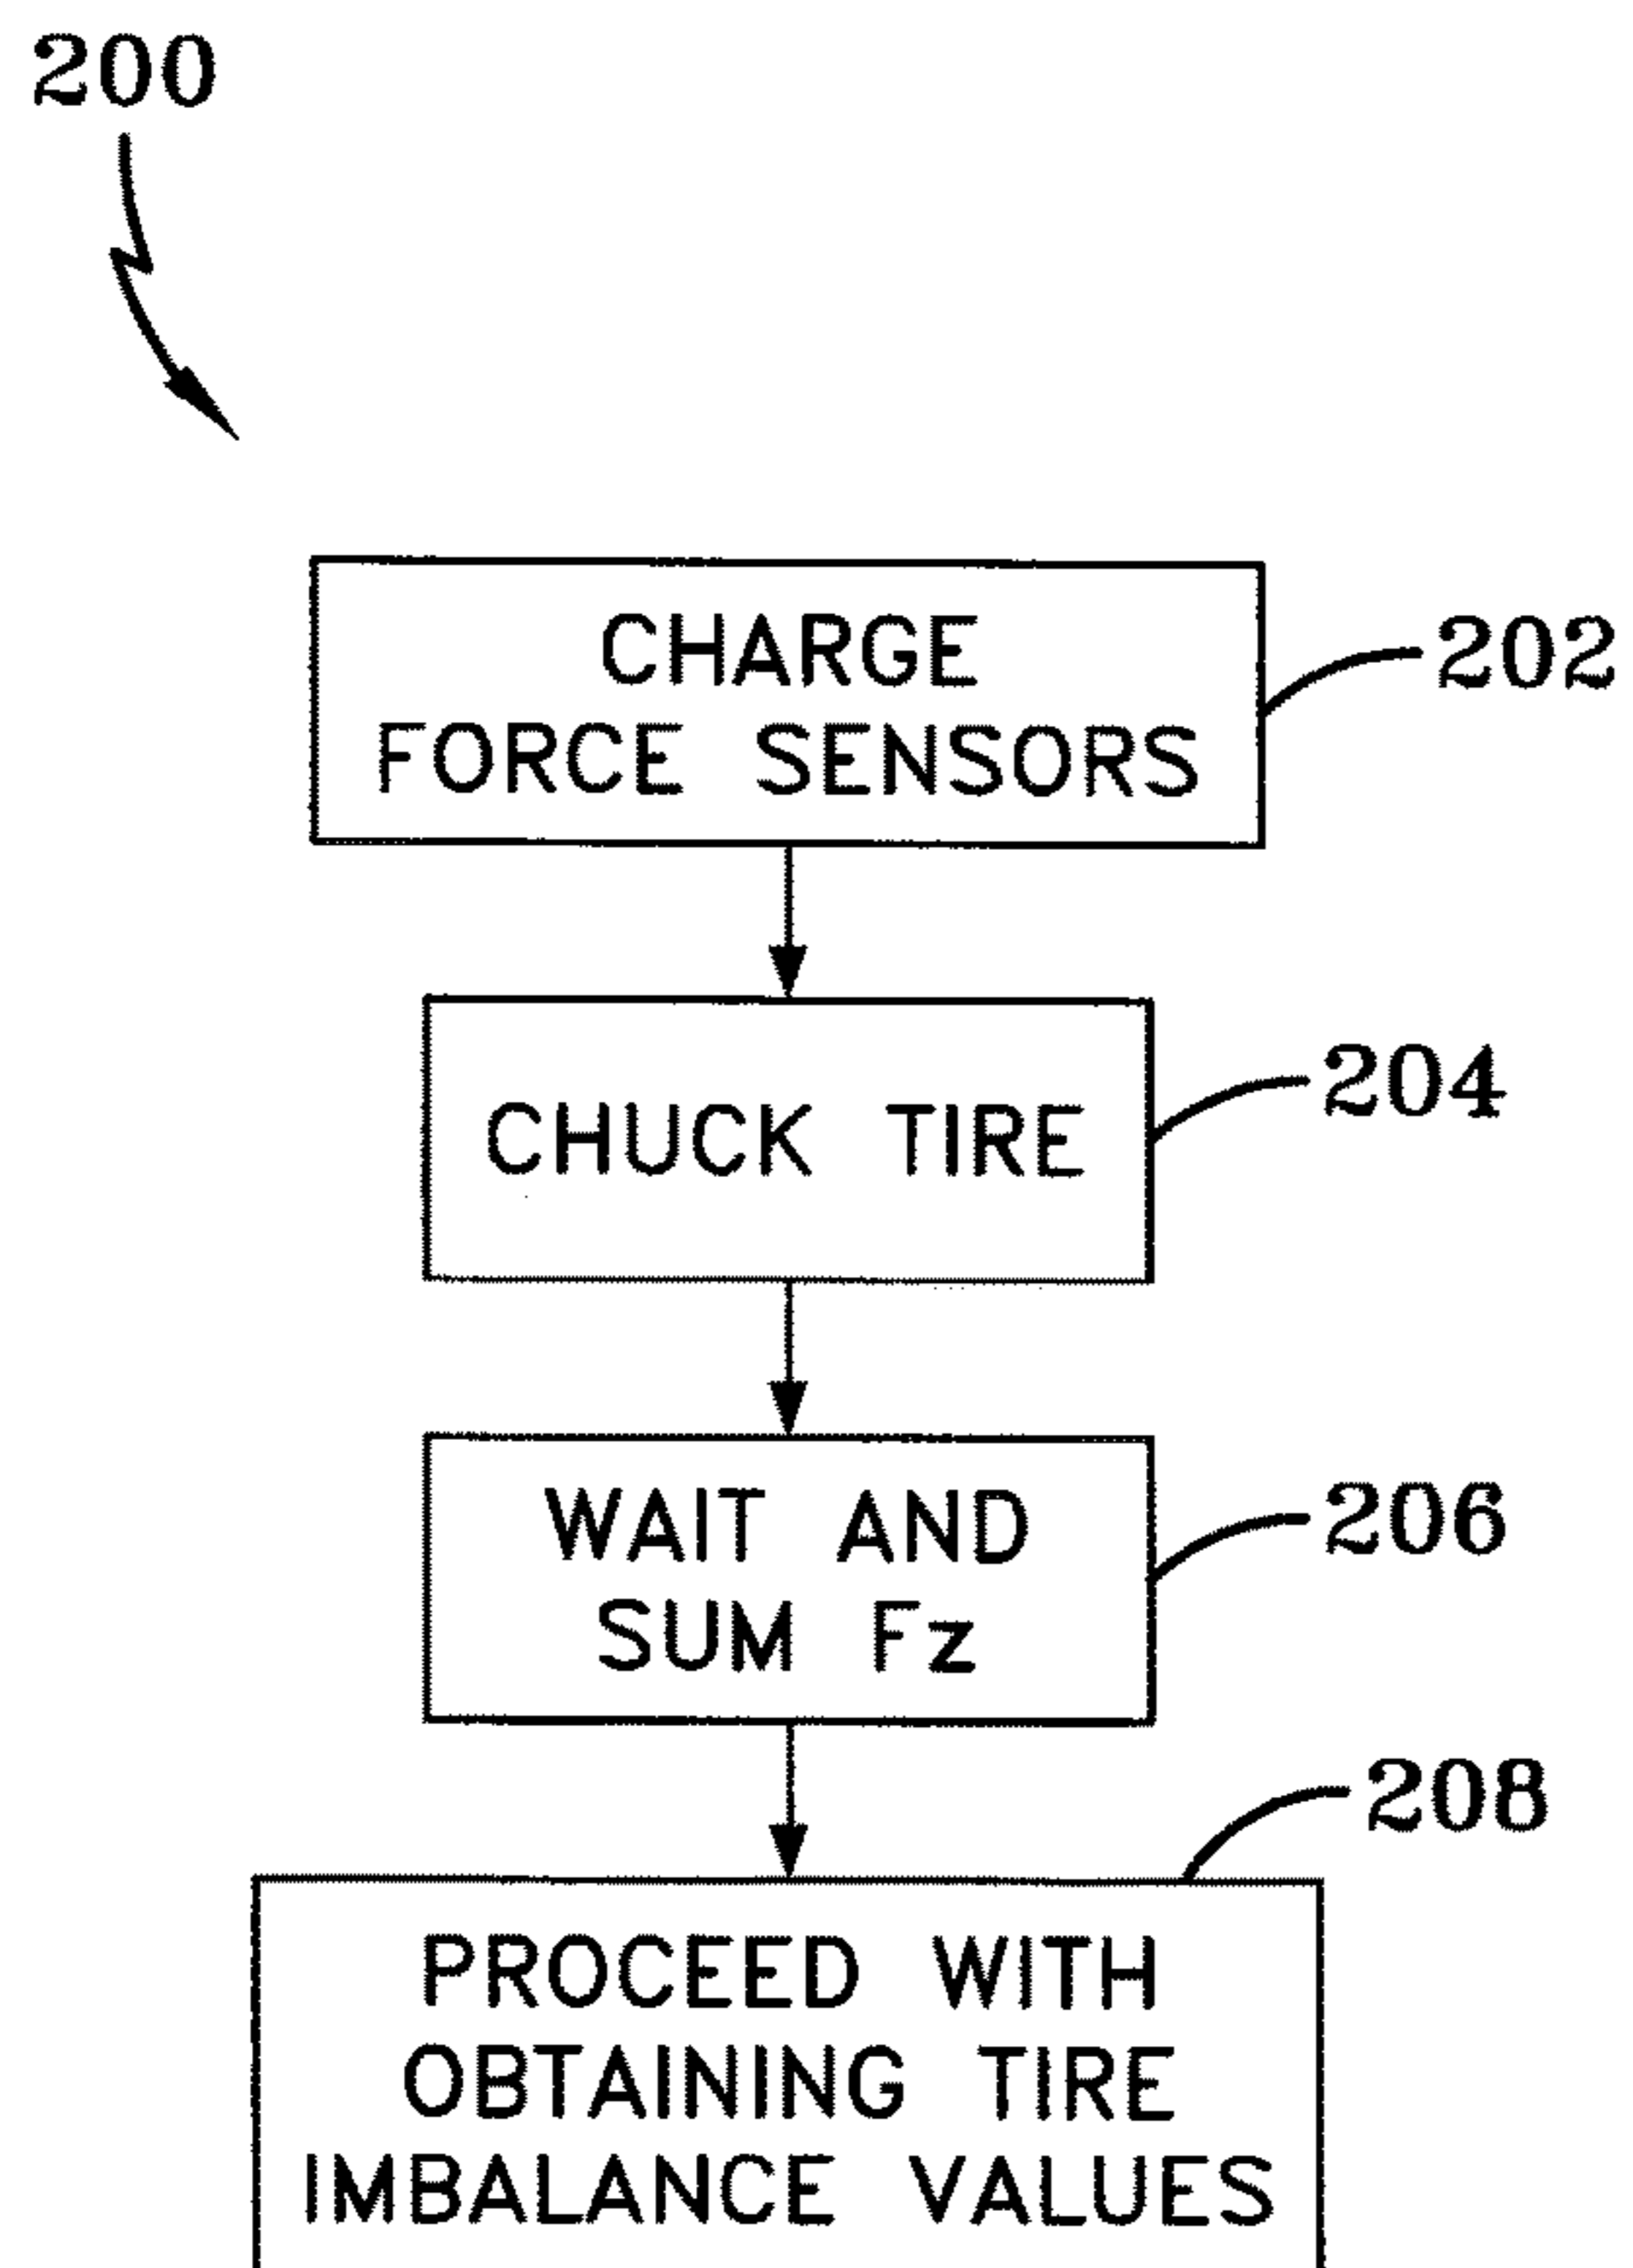 200
CHARGE
FORCE SENSORS
202
CHUCK TIRE
204
WAIT AND
SUM Fz
206
208
PROCEED WITH
OBTAINING TIRE
IMBALANCE VALUES